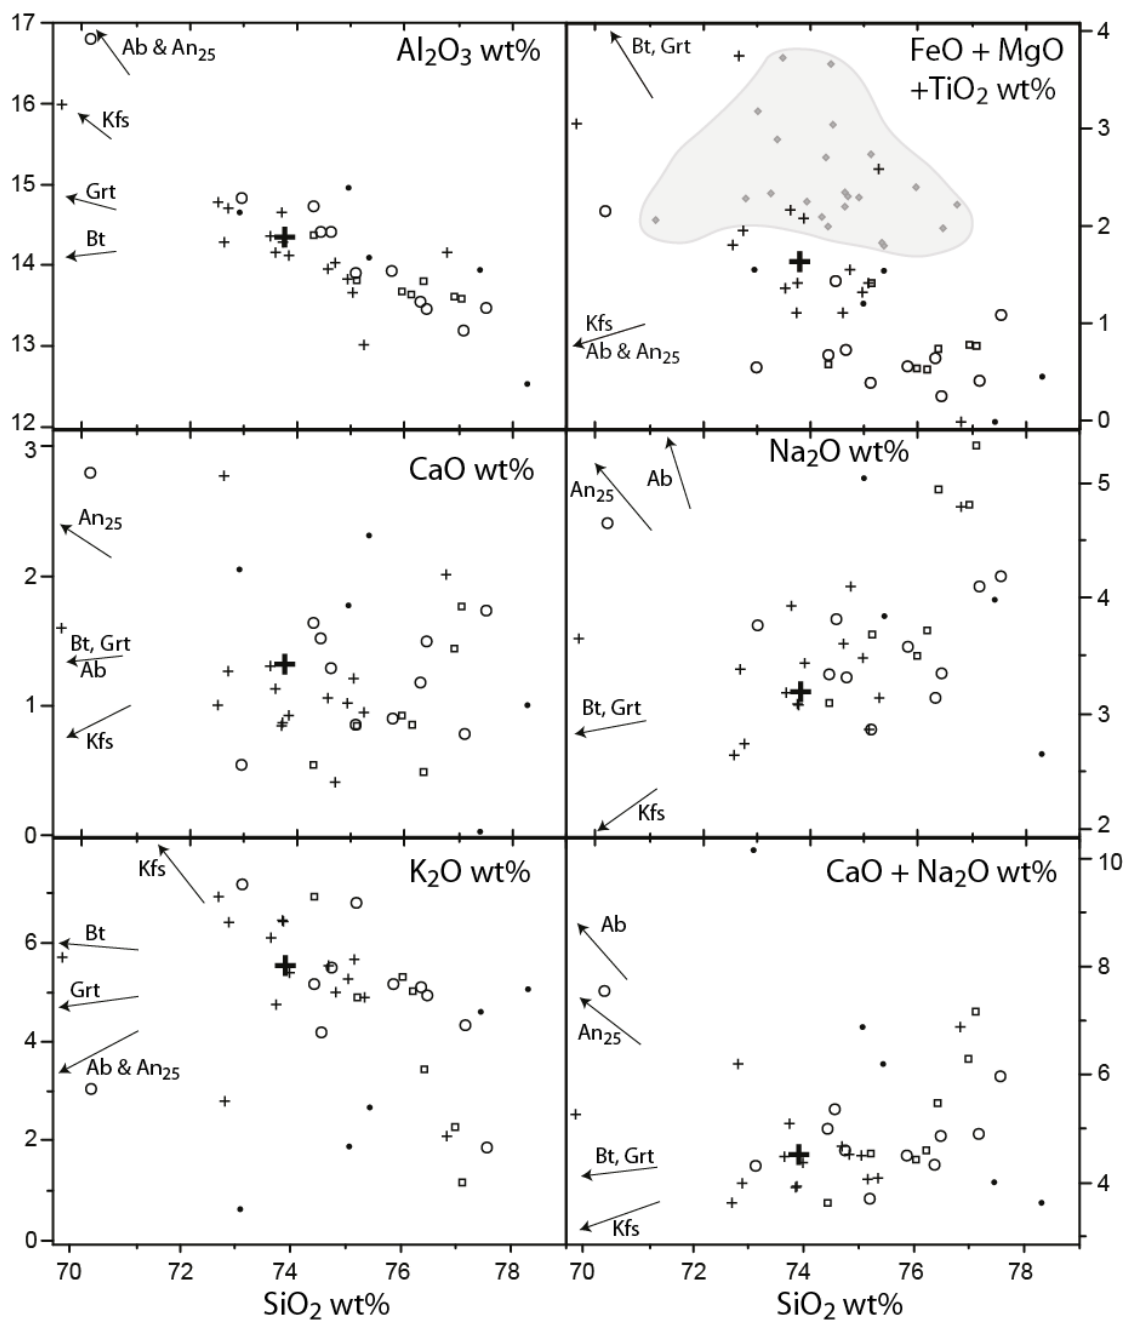 17
16
15
14
13
12
Al₂O₃ wt%
Ab & An₂₅
Kfs
Grt
Bt
FeO + MgO
+TiO₂ wt%
Bt, Grt
Kfs
Ab & An₂₅
4
3
2
1
0
3
2
1
0
CaO wt%
An₂₅
Bt, Grt
Ab
Kfs
Na₂O wt%
An₂₅
Ab
Bt, Grt
Kfs
5
4
3
2
6
4
2
0
K₂O wt%
Kfs
Bt
Grt
Ab & An₂₅
CaO + Na₂O wt%
Ab
An₂₅
Bt, Grt
Kfs
10
8
6
4
70 72 74 76 78
SiO₂ wt%
70 72 74 76 78
SiO₂ wt%